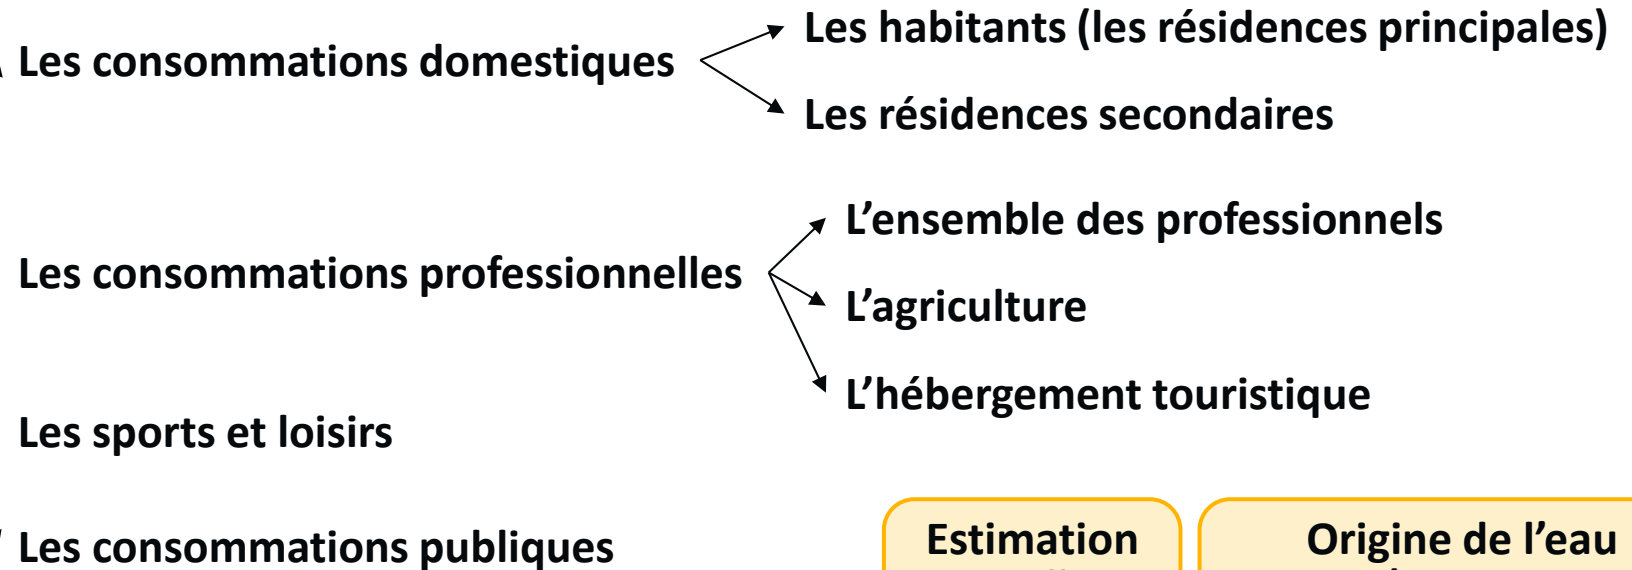 Les consommations domestiques
Les habitants (les résidences principales)
Les résidences secondaires
Les consommations professionnelles
L’ensemble des professionnels
L’agriculture
L’hébergement touristique
Les sports et loisirs
Les consommations publiques
Estimation
Origine de l’eau